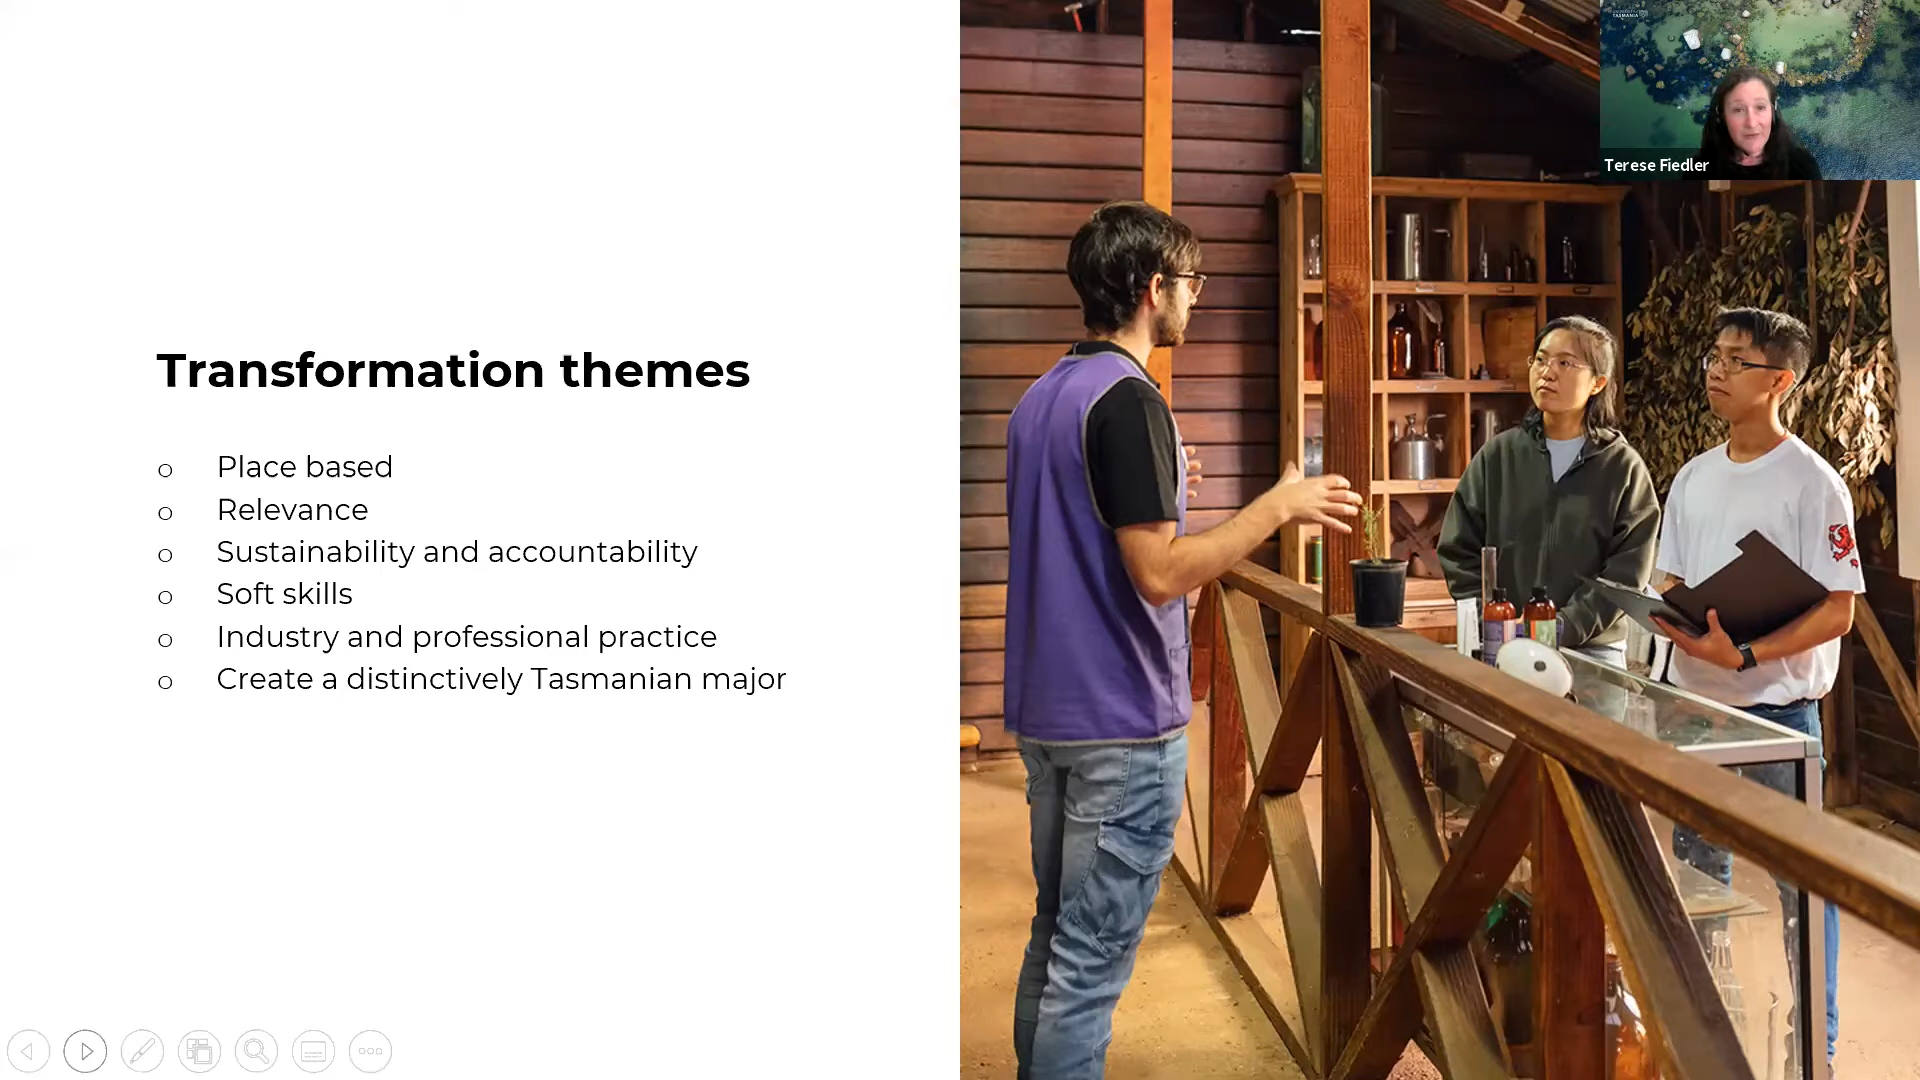 Transformation themes
o Place based
o Relevance
o Sustainability and accountability
o Soft skills
o Industry and professional practice
o Create a distinctively Tasmanian major
TASMANIA
Terese Fiedler